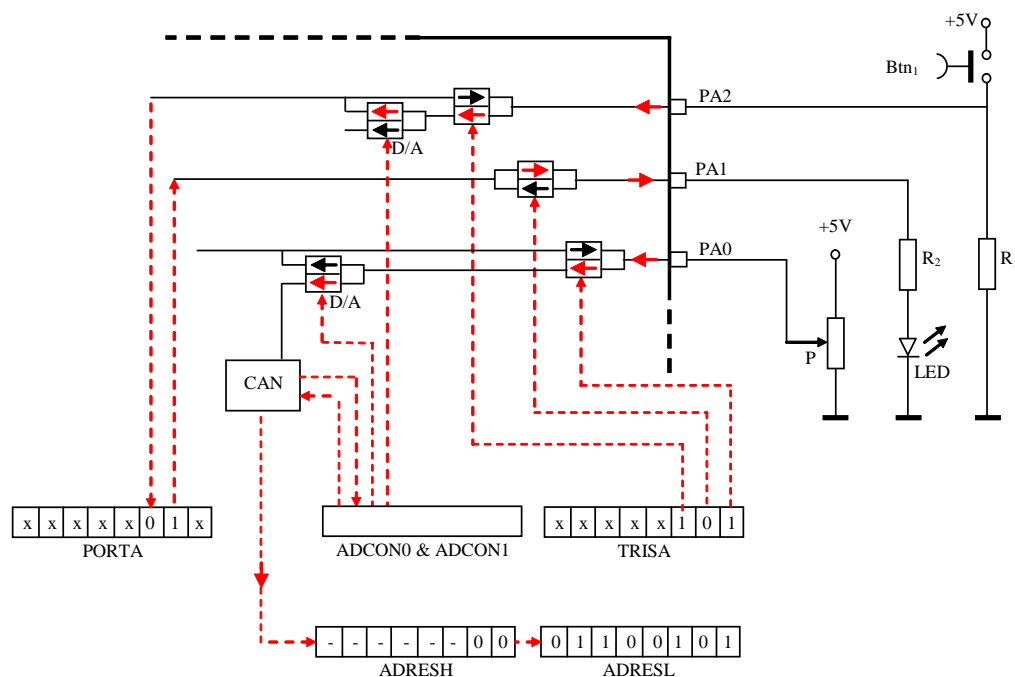 +5V
Btn₁
PA2
D/A
PA1
+5V
PA0
R₂
R
D/A
P
LED
CAN
x x x x x 0 1 x
PORTA
ADCON0 & ADCON1
x x x x x 1 0 1
TRISA
- - - - - - 0 0
ADRESH
0 1 1 0 0 1 0 1
ADRESL